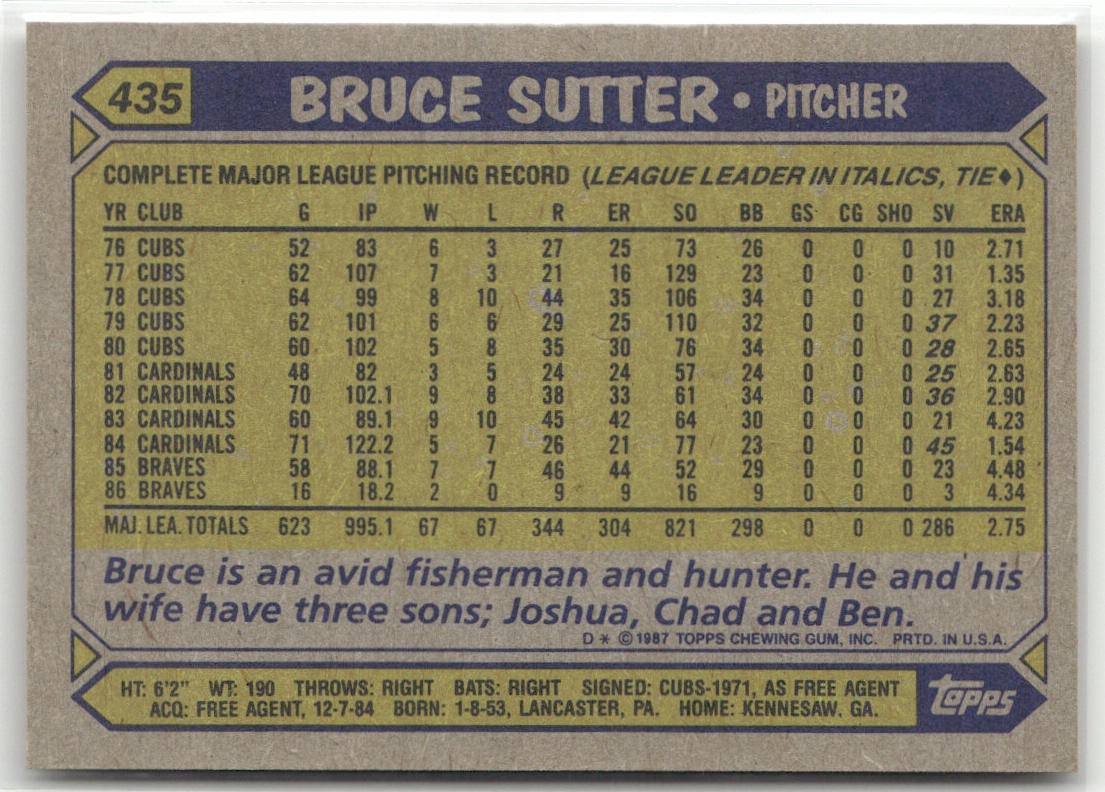 435 BRUCE SUTTER • PITCHER
COMPLETE MAJOR LEAGUE PITCHING RECORD (LEAGUE LEADER IN ITALICS, TIE♦)
YR CLUB G IP W L R ER SO BB GS CG SHO SV ERA
76 CUBS 52 83 6 3 27 25 73 26 0 0 0 10 2.71
77 CUBS 62 107 7 3 21 16 129 23 0 0 0 31 1.35
78 CUBS 64 99 8 10 44 35 106 34 0 0 0 27 3.18
79 CUBS 62 101 6 6 29 25 110 32 0 0 0 37 2.23
80 CUBS 60 102 5 8 35 30 76 34 0 0 0 28 2.65
81 CARDINALS 48 82 3 5 24 24 57 24 0 0 0 25 2.63
82 CARDINALS 70 102.1 9 8 38 33 61 34 0 0 0 36 2.90
83 CARDINALS 60 89.1 9 10 45 42 64 30 0 0 0 21 4.23
84 CARDINALS 71 122.2 5 7 26 21 77 23 0 0 0 45 1.54
85 BRAVES 58 88.1 7 7 46 44 52 29 0 0 0 23 4.48
86 BRAVES 16 18.2 2 0 9 9 16 9 0 0 0 3 4.34
MAJ. LEA. TOTALS 623 995.1 67 67 344 304 821 298 0 0 0 286 2.75
Bruce is an avid fisherman and hunter. He and his
wife have three sons; Joshua, Chad and Ben.
D * © 1987 TOPPS CHEWING GUM, INC. PRTD. IN U.S.A.
HT: 6'2" WT: 190 THROWS: RIGHT BATS: RIGHT SIGNED: CUBS-1971, AS FREE AGENT
ACQ: FREE AGENT, 12-7-84 BORN: 1-8-53, LANCASTER, PA. HOME: KENNESAW, GA.
topps